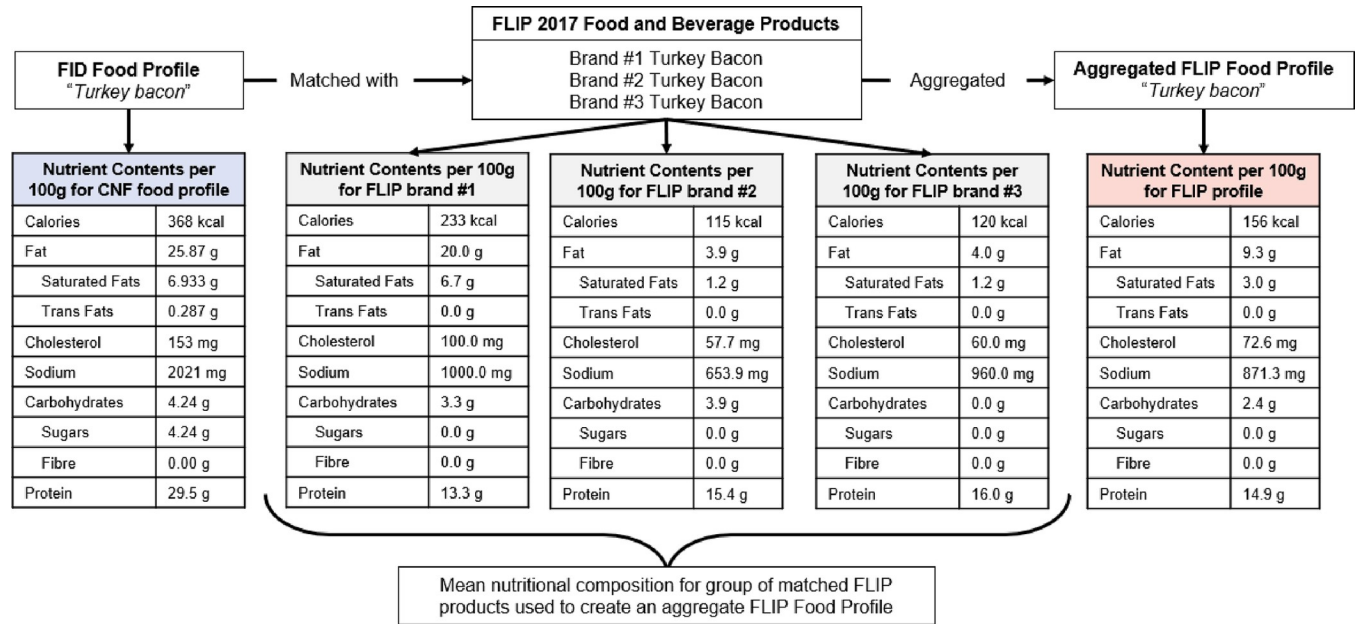 FLIP 2017 Food and Beverage Products
Brand #1 Turkey Bacon
Brand #2 Turkey Bacon
Brand #3 Turkey Bacon
FID Food Profile
“Turkey bacon”
Matched with
Aggregated
Aggregated FLIP Food Profile
“Turkey bacon”
Nutrient Contents per
100g for CNF food profile
Calories 368 kcal
Fat 25.87 g
Saturated Fats 6.933 g
Trans Fats 0.287 g
Cholesterol 153 mg
Sodium 2021 mg
Carbohydrates 4.24 g
Sugars 4.24 g
Fibre 0.00 g
Protein 29.5 g
Nutrient Contents per 100g
for FLIP brand #1
Calories 233 kcal
Fat 20.0 g
Saturated Fats 6.7 g
Trans Fats 0.0 g
Cholesterol 100.0 mg
Sodium 1000.0 mg
Carbohydrates 3.3 g
Sugars 0.0 g
Fibre 0.0 g
Protein 13.3 g
Nutrient Contents per
100g for FLIP brand #2
Calories 115 kcal
Fat 3.9 g
Saturated Fats 1.2 g
Trans Fats 0.0 g
Cholesterol 57.7 mg
Sodium 653.9 mg
Carbohydrates 3.9 g
Sugars 0.0 g
Fibre 0.0 g
Protein 15.4 g
Nutrient Contents per
100g for FLIP brand #3
Calories 120 kcal
Fat 4.0 g
Saturated Fats 1.2 g
Trans Fats 0.0 g
Cholesterol 60.0 mg
Sodium 960.0 mg
Carbohydrates 0.0 g
Sugars 0.0 g
Fibre 0.0 g
Protein 16.0 g
Nutrient Content per 100g
for FLIP profile
Calories 156 kcal
Fat 9.3 g
Saturated Fats 3.0 g
Trans Fats 0.0 g
Cholesterol 72.6 mg
Sodium 871.3 mg
Carbohydrates 2.4 g
Sugars 0.0 g
Fibre 0.0 g
Protein 14.9 g
Mean nutritional composition for group of matched FLIP
products used to create an aggregate FLIP Food Profile